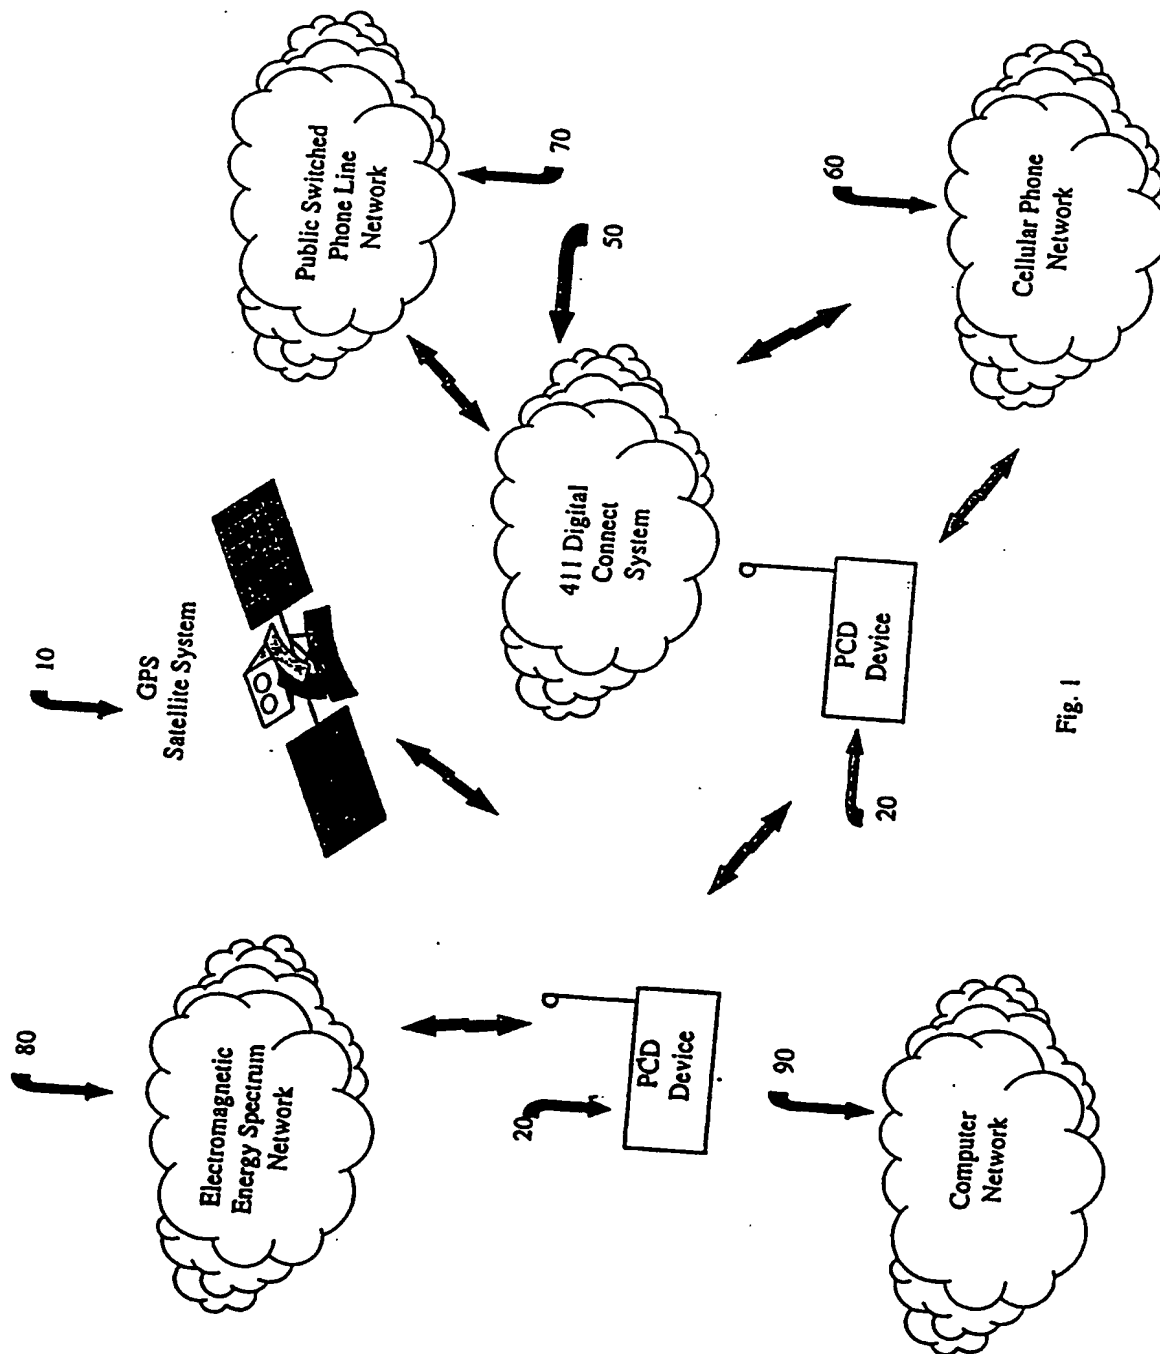 10
GPS
Satellite System
80
Electromagnetic
Energy Spectrum
Network
Public Switched
Phone Line
Network
70
50
411 Digital
Connect
System
20
PCD
Device
PCD
Device
20
60
Cellular Phone
Network
90
Computer
Network
Fig. 1